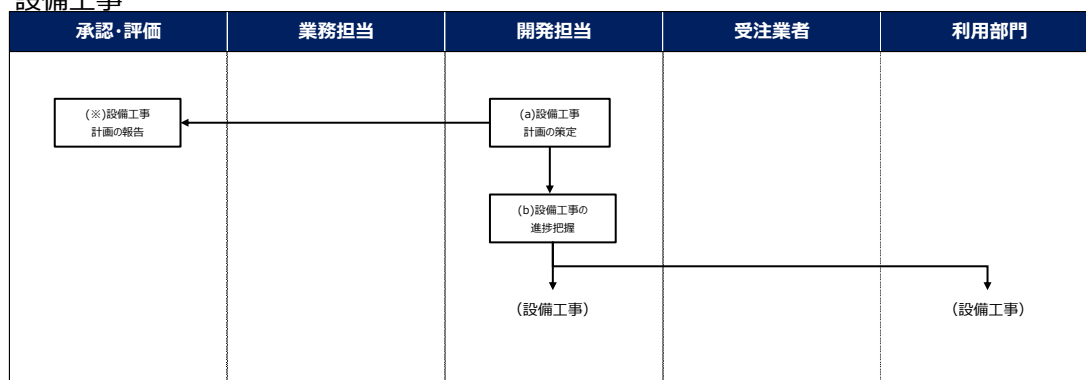 設備工事
承認・評価
業務担当
開発担当
受注業者
利用部門
(※)設備工事
計画の報告
(a)設備工事
計画の策定
(b)設備工事の
進捗把握
(設備工事)
(設備工事)